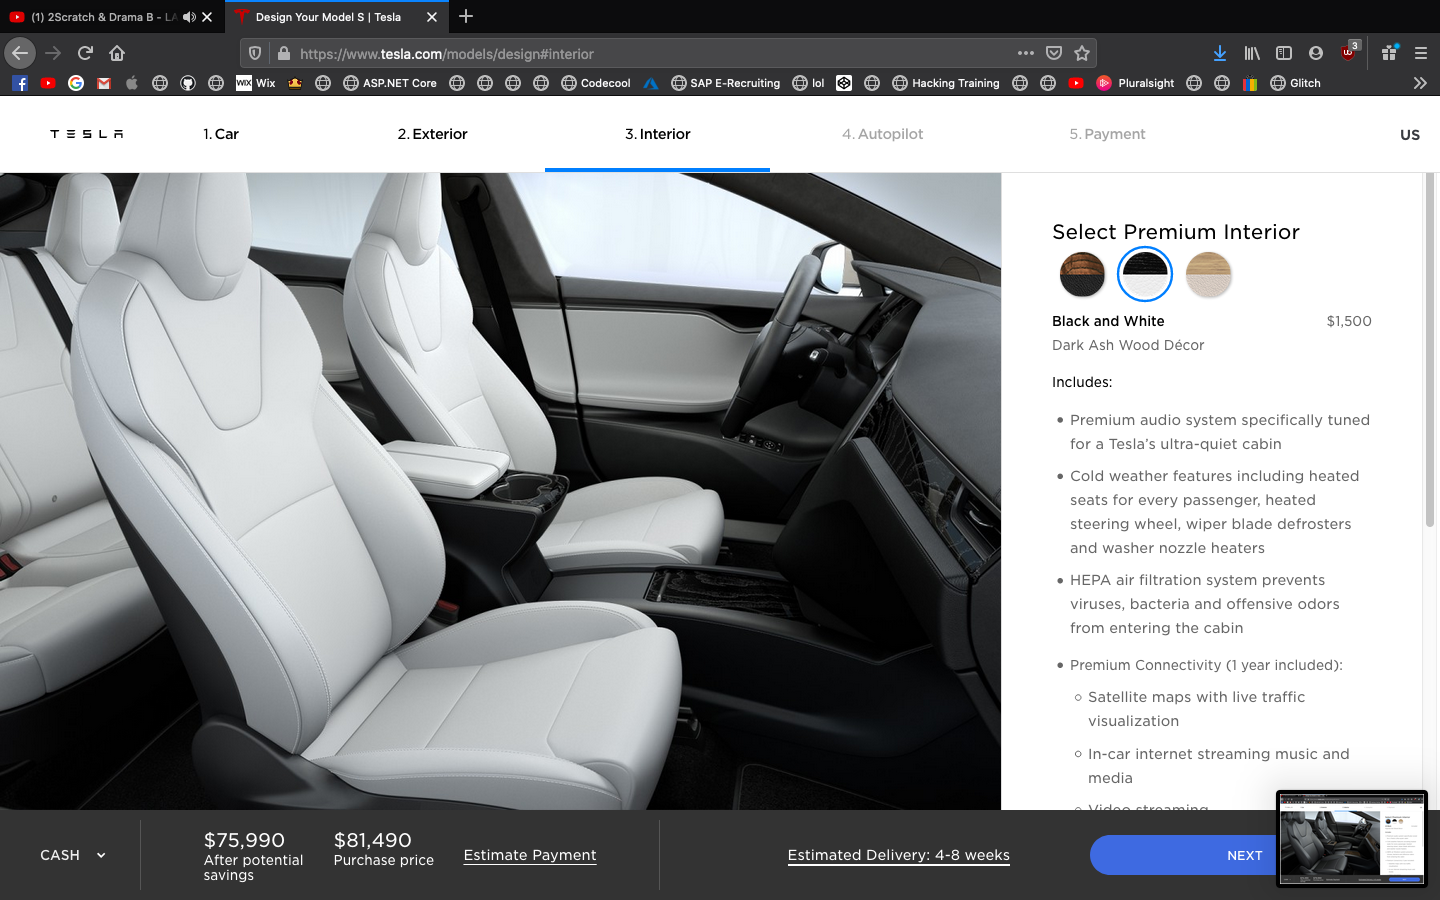 (1) 2Scratch & Drama B - LA
Design Your Model S | Tesla
https://www.tesla.com/models/design#interior
3
WIX Wix
ASP.NET Core
Codecool
SAP E-Recruiting
lol
Hacking Training
Pluralsight
Glitch
TESLA
1. Car
2. Exterior
3. Interior
4. Autopilot
5. Payment
US
Select Premium Interior
Black and White $1,500
Dark Ash Wood Décor
Includes:
Premium audio system specifically tuned
for a Tesla's ultra-quiet cabin
Cold weather features including heated
seats for every passenger, heated
steering wheel, wiper blade defrosters
and washer nozzle heaters
HEPA air filtration system prevents
viruses, bacteria and offensive odors
from entering the cabin
Premium Connectivity (1 year included):
Satellite maps with live traffic
visualization
In-car internet streaming music and
media
Video streaming
CASH
$75,990
After potential
savings
$81,490
Purchase price
Estimate Payment
Estimated Delivery: 4-8 weeks
NEXT